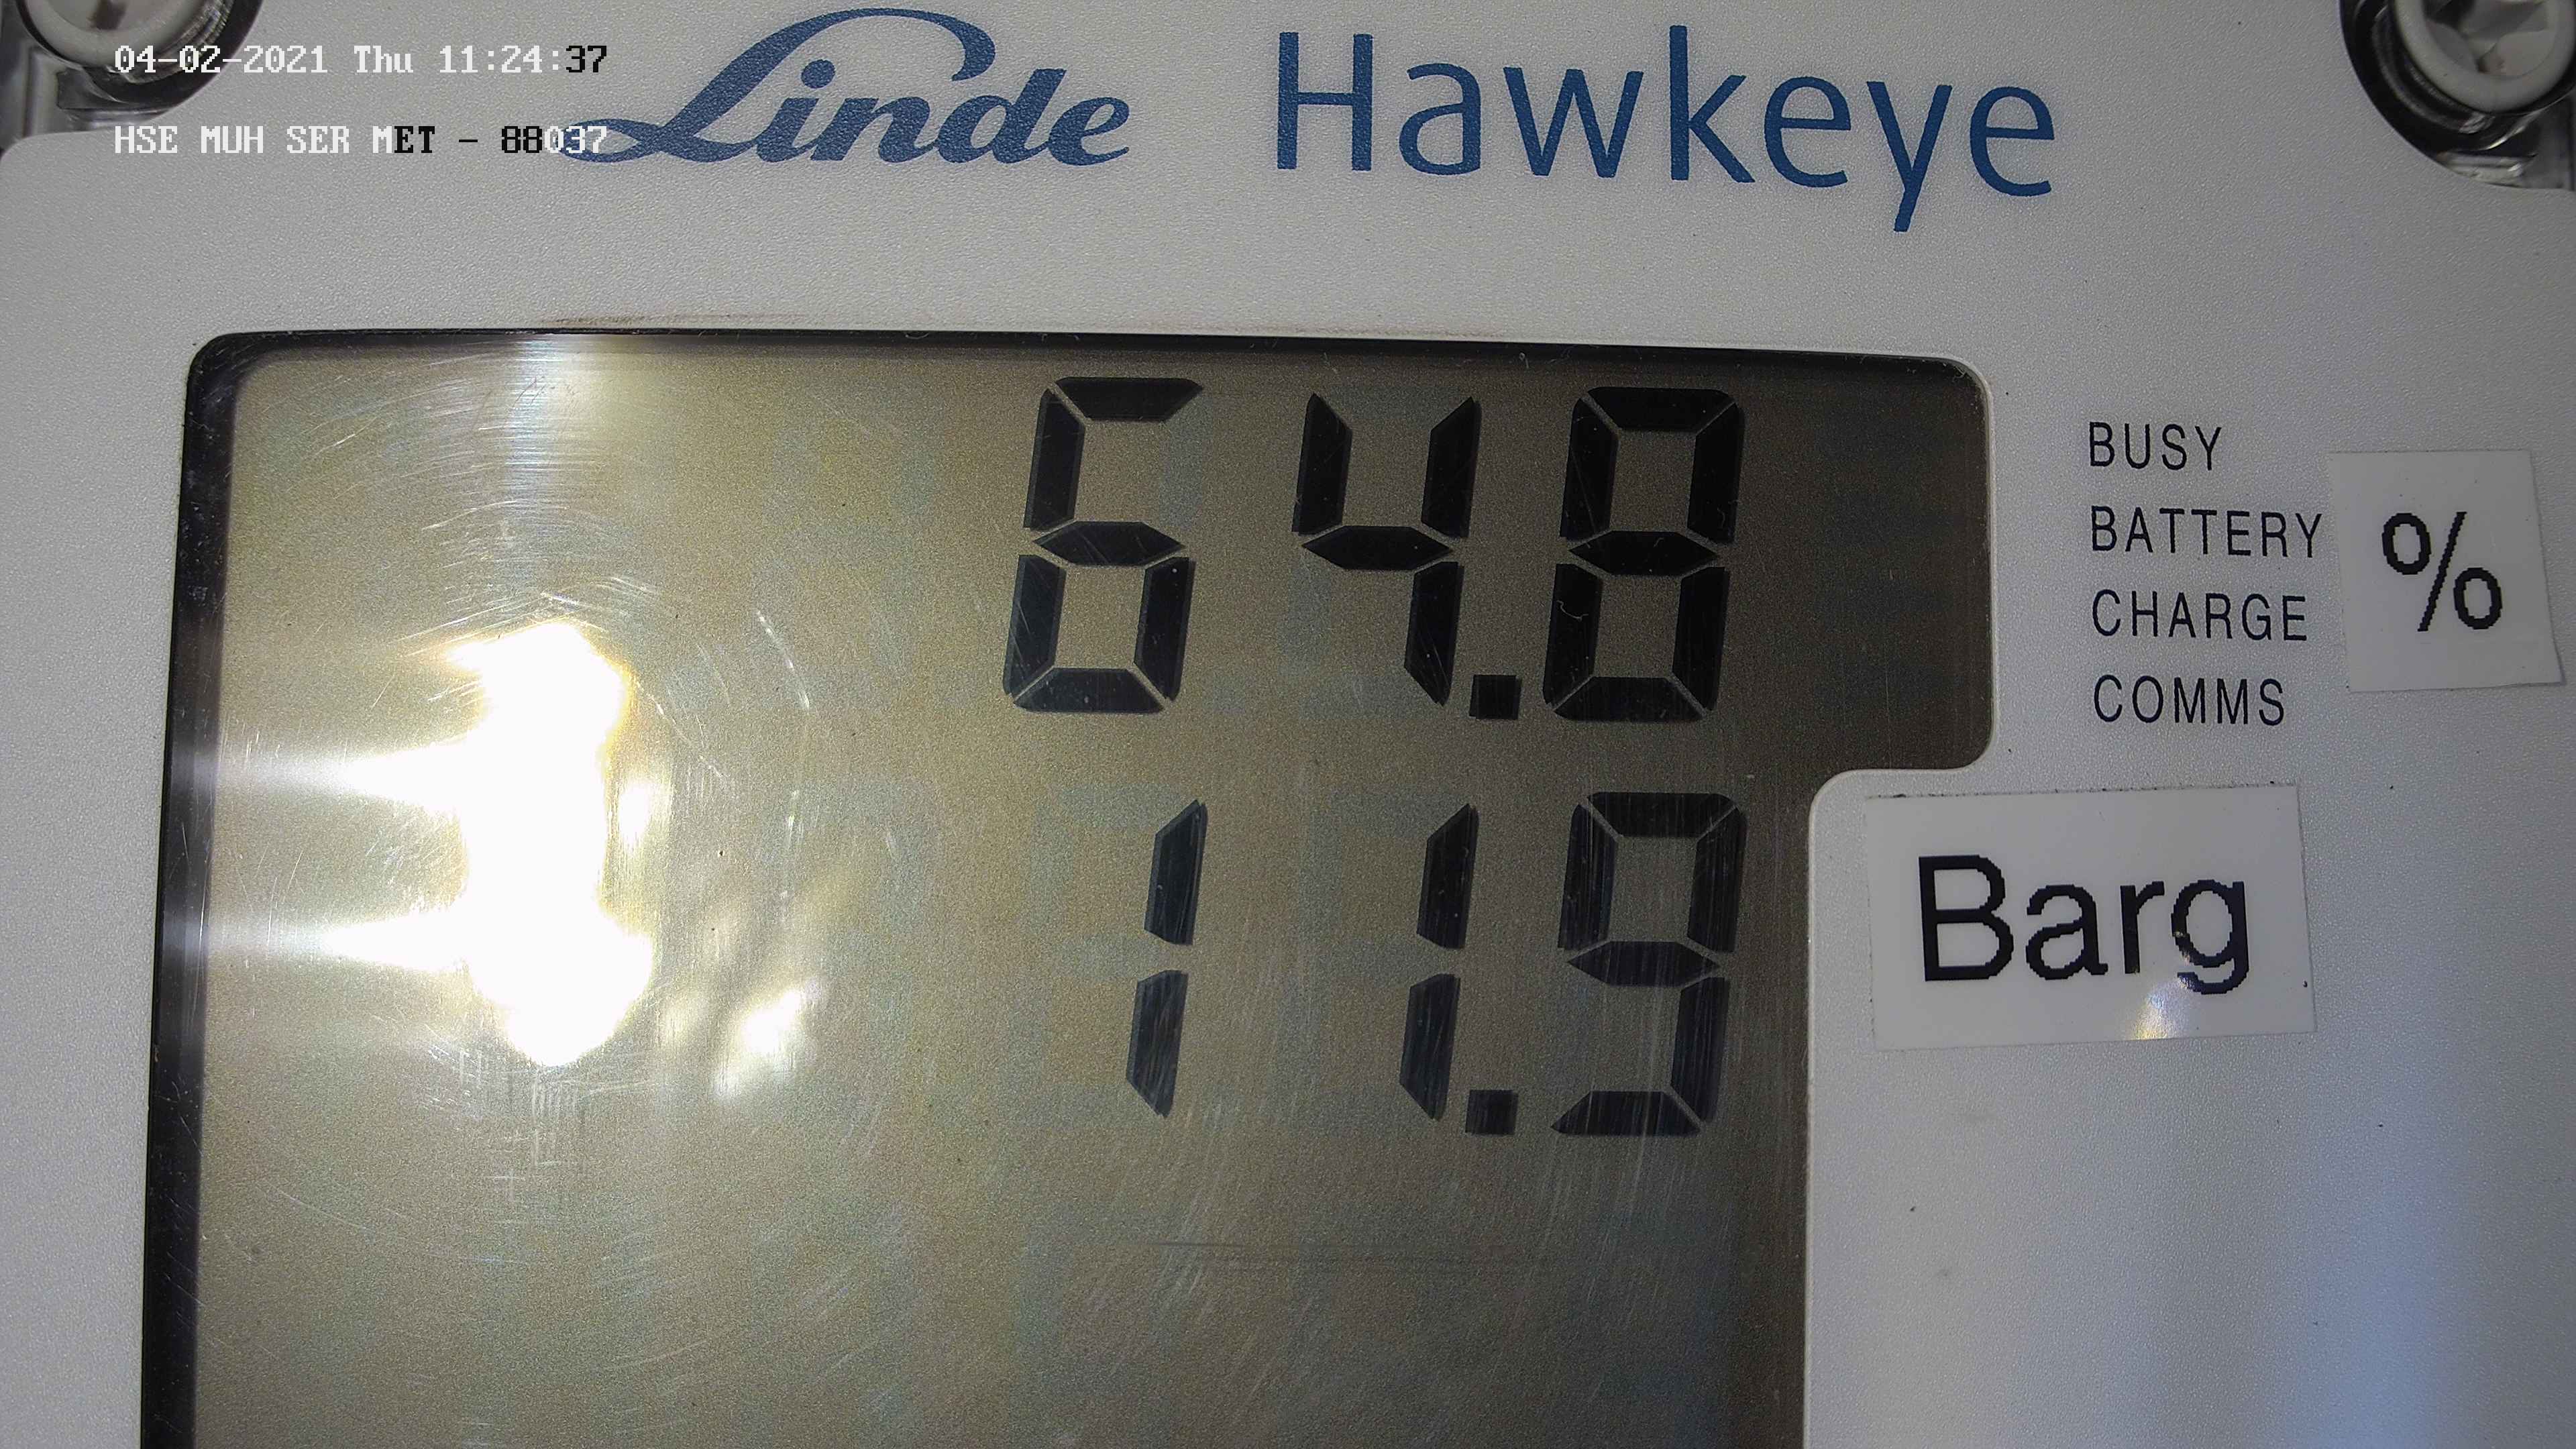 04-02-2021 Thu 11:24:37
HSE MUH SER MET - 88037
Linde Hawkeye
64.8
BUSY
BATTERY
CHARGE
COMMS
%
11.9
Barg